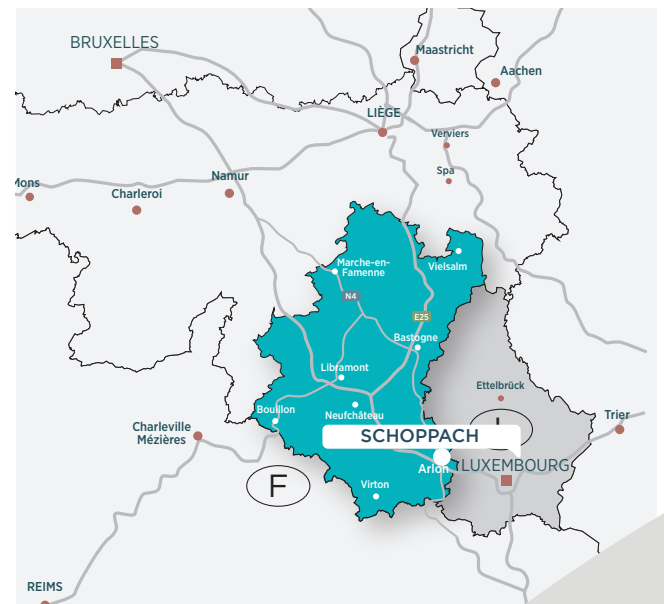 BRUXELLES
Maastricht
Aachen
LIÈGE
Verviers
Spa
Namur
Mons
Charleroi
Marche-en-
Famenne
Vielsalm
N4
E25
Bastogne
Libramont
Ettelbrück
Bouillon
Neufchâteau
Trier
Charleville
Mézières
SCHOPPACH
Arlon
LUXEMBOURG
F
Virton
REIMS